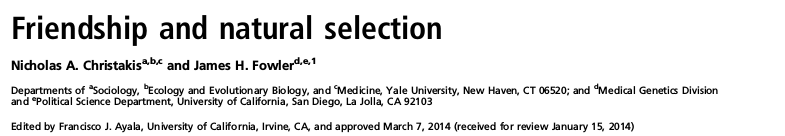 Friendship and natural selection
Nicholas A. Christakisa,b,c and James H. Fowlerd,e,1
Departments of aSociology, bEcology and Evolutionary Biology, and cMedicine, Yale University, New Haven, CT 06520; and dMedical Genetics Division
and ePolitical Science Department, University of California, San Diego, La Jolla, CA 92103
Edited by Francisco J. Ayala, University of California, Irvine, CA, and approved March 7, 2014 (received for review January 15, 2014)